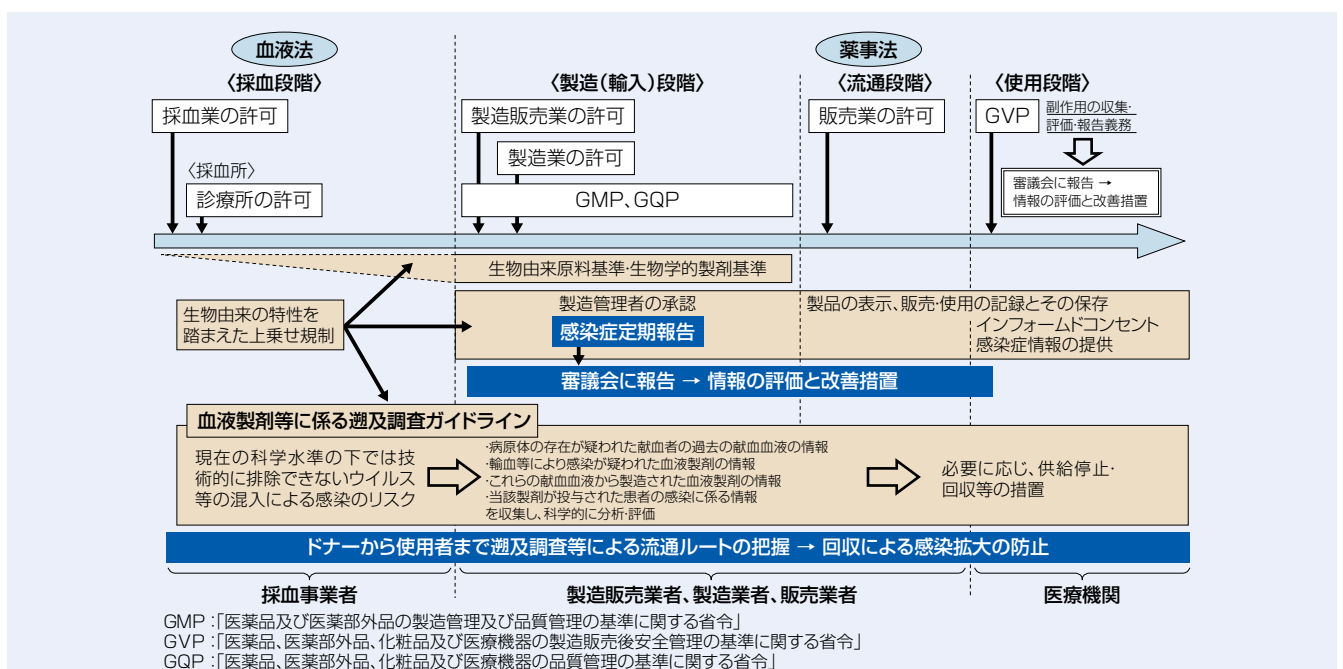 血液法
薬事法
〈採血段階〉
〈製造(輸入)段階〉
〈流通段階〉
〈使用段階〉
採血業の許可
製造販売業の許可
販売業の許可
GVP
副作用の収集・
評価・報告義務
製造業の許可
〈採血所〉
診療所の許可
GMP、GQP
審議会に報告 →
情報の評価と改善措置
生物由来原料基準・生物学的製剤基準
生物由来の特性を
踏まえた上乗せ規制
製造管理者の承認
感染症定期報告
製品の表示、販売・使用の記録とその保存
インフォームドコンセント
感染症情報の提供
審議会に報告 → 情報の評価と改善措置
血液製剤等に係る遡及調査ガイドライン
現在の科学水準の下では技
術的に排除できないウイルス
等の混入による感染のリスク
・病原体の存在が疑われた献血者の過去の献血血液の情報
・輸血等により感染が疑われた血液製剤の情報
・これらの献血血液から製造された血液製剤の情報
・当該製剤が投与された患者の感染に係る情報
を収集し、科学的に分析・評価
必要に応じ、供給停止・
回収等の措置
ドナーから使用者まで遡及調査等による流通ルートの把握 → 回収による感染拡大の防止
採血事業者
製造販売業者、製造業者、販売業者
医療機関
GMP:「医薬品及び医薬部外品の製造管理及び品質管理の基準に関する省令」
GVP:「医薬品、医薬部外品、化粧品及び医療機器の製造販売後安全管理の基準に関する省令」
GQP:「医薬品、医薬部外品、化粧品及び医療機器の品質管理の基準に関する省令」